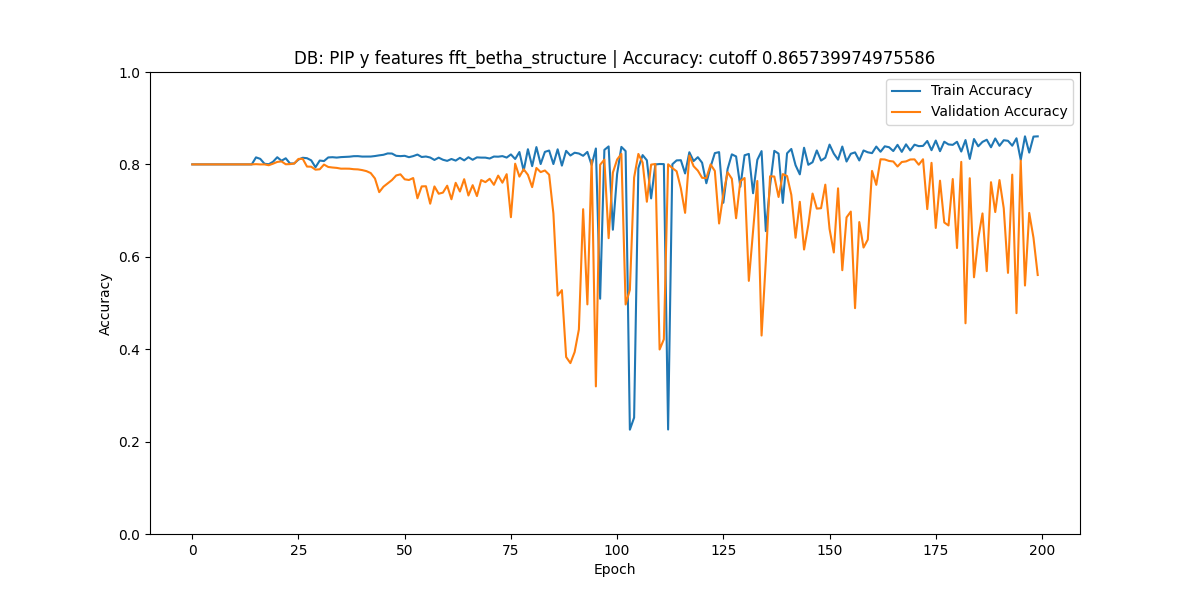 DB: PIP y features fft_betha_structure | Accuracy: cutoff 0.865739974975586
Train Accuracy
Validation Accuracy
Accuracy
1.0
0.8
0.6
0.4
0.2
0.0
0 25 50 75 100 125 150 175 200
Epoch